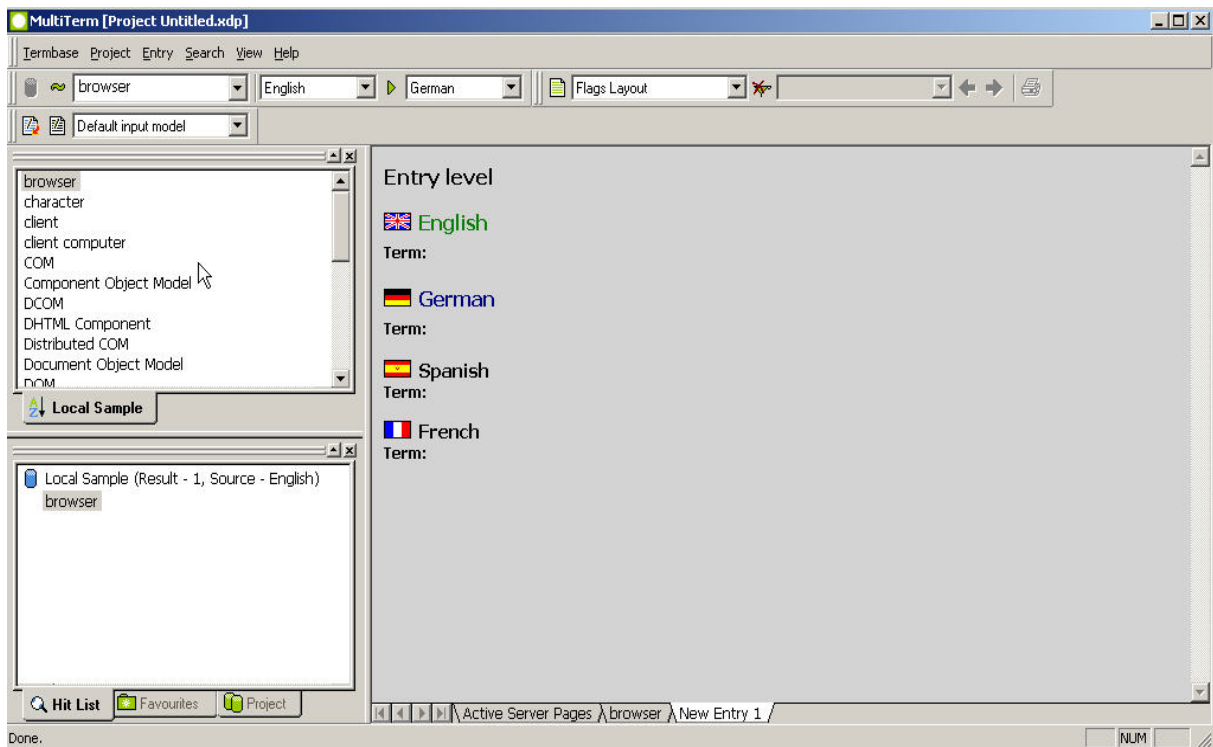 MultiTerm [Project Untitled.xdp]
Termbase Project Entry Search View Help
browser English German Flags Layout
Default input model
browser
character
client
client computer
COM
Component Object Model
DCOM
DHTML Component
Distributed COM
Document Object Model
DOM
Local Sample
Local Sample (Result - 1, Source - English)
browser
Hit List Favourites Project
Entry level
English
Term:
German
Term:
Spanish
Term:
French
Term:
Active Server Pages browser New Entry 1
Done. NUM